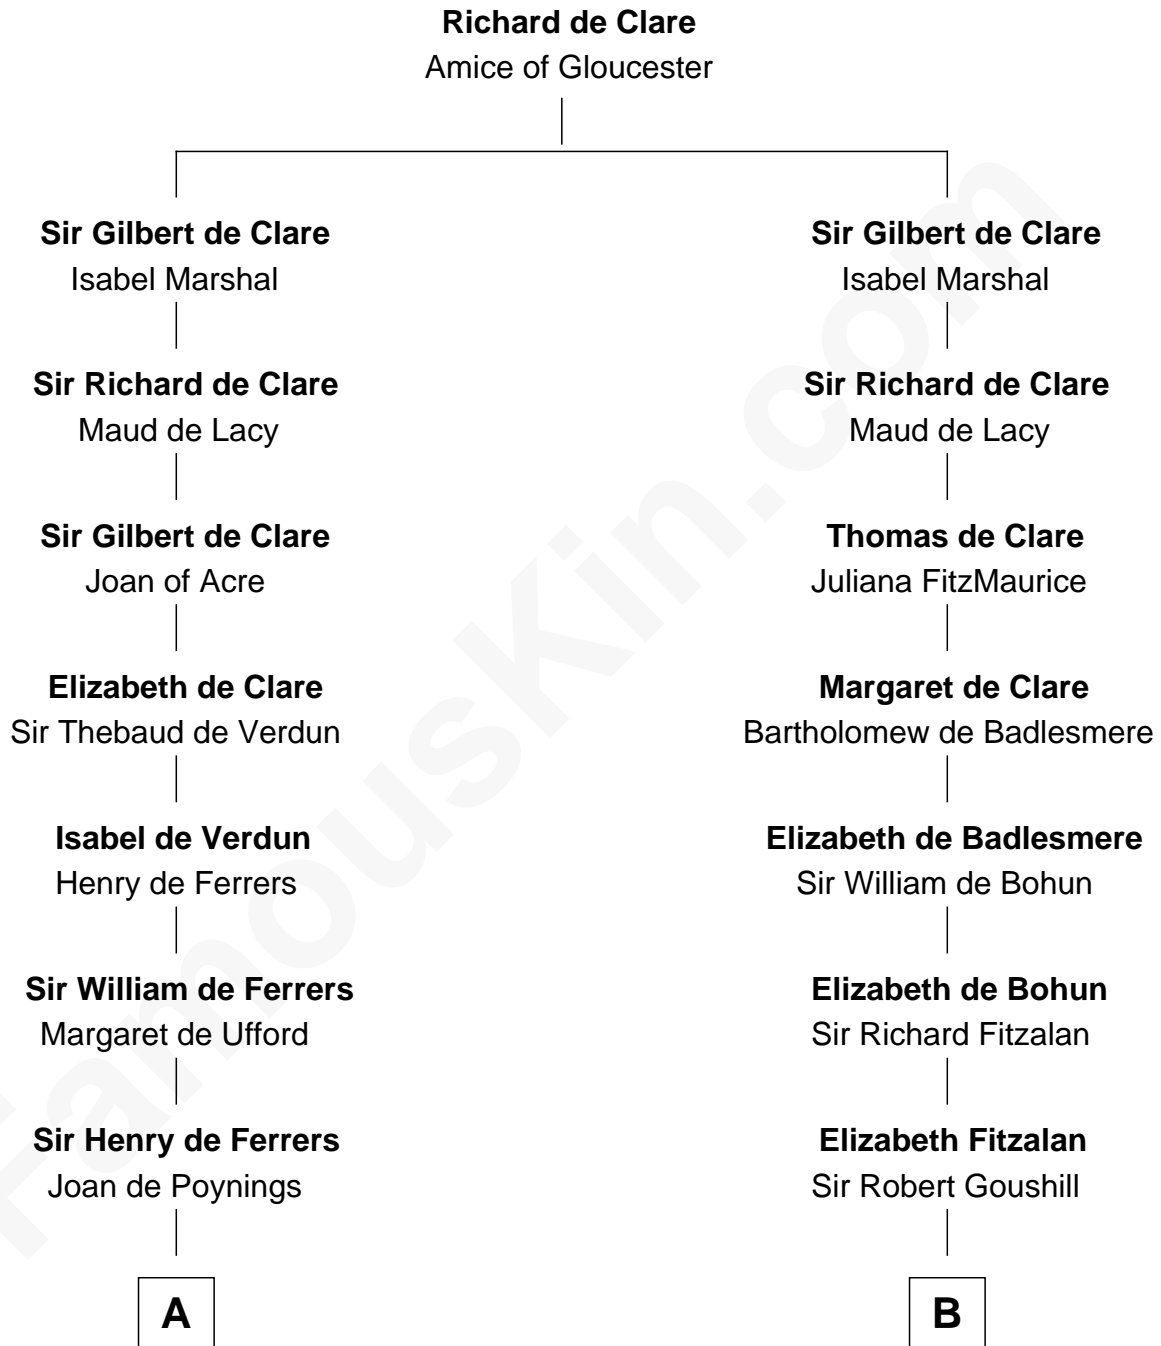 Richard de Clare
Amice of Gloucester
Sir Gilbert de Clare
Isabel Marshal
Sir Richard de Clare
Maud de Lacy
Sir Gilbert de Clare
Joan of Acre
Elizabeth de Clare
Sir Thebaud de Verdun
Isabel de Verdun
Henry de Ferrers
Sir William de Ferrers
Margaret de Ufford
Sir Henry de Ferrers
Joan de Poynings
A
Sir Gilbert de Clare
Isabel Marshal
Sir Richard de Clare
Maud de Lacy
Thomas de Clare
Juliana FitzMaurice
Margaret de Clare
Bartholomew de Badlesmere
Elizabeth de Badlesmere
Sir William de Bohun
Elizabeth de Bohun
Sir Richard Fitzalan
Elizabeth Fitzalan
Sir Robert Goushill
B
FamousKin.com